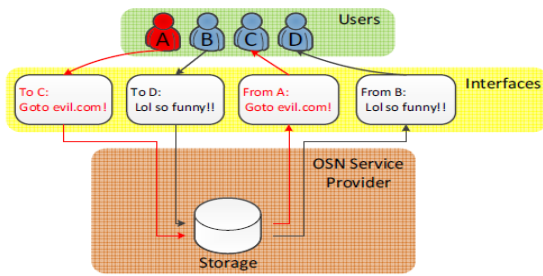 Users
A B C D
Interfaces
To C:
Goto evil.com!
To D:
Lol so funny!!
From A:
Goto evil.com!
From B:
Lol so funny!!
OSN Service
Provider
Storage